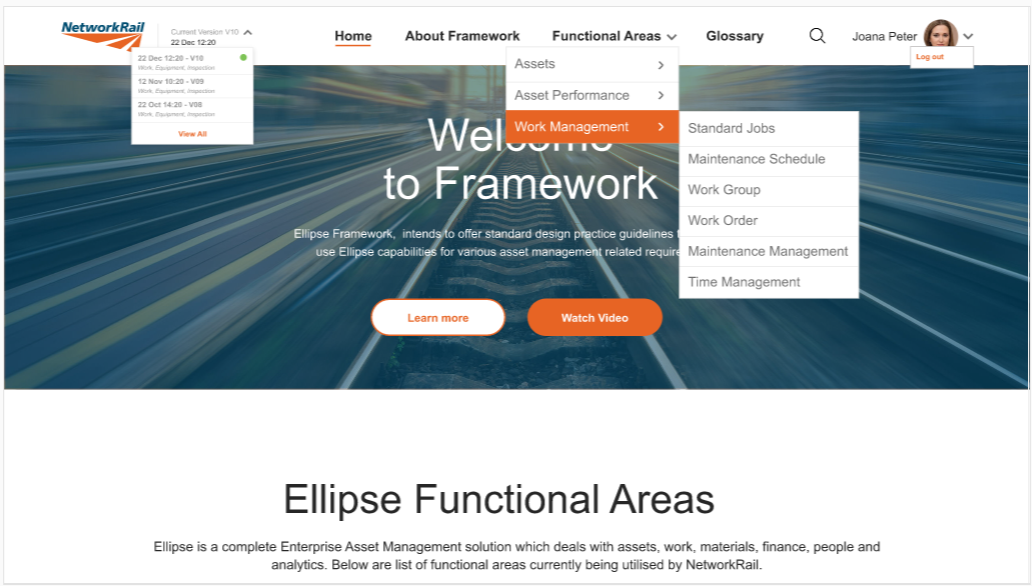 NetworkRail
Current Version V10
22 Dec 12:20
22 Dec 12:20 - V10
Work, Equipment, Inspection
12 Nov 10:20 - V09
Work, Equipment, Inspection
22 Oct 14:20 - V08
Work, Equipment, Inspection
View All
Home
About Framework
Functional Areas
Glossary
Joana Peter
Log out
Assets
Asset Performance
Work Management
Standard Jobs
Maintenance Schedule
Work Group
Work Order
Maintenance Management
Time Management
Welcome
to Framework
Ellipse Framework, intends to offer standard design practice guidelines
use Ellipse capabilities for various asset management related
Learn more
Watch Video
Ellipse Functional Areas
Ellipse is a complete Enterprise Asset Management solution which deals with assets, work, materials, finance, people and
analytics. Below are list of functional areas currently being utilised by NetworkRail.